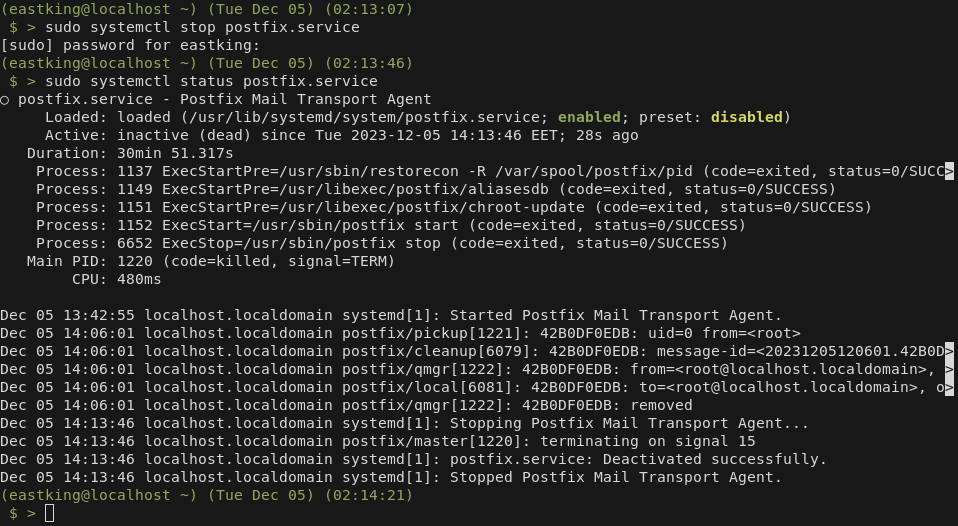 (eastking@localhost ~) (Tue Dec 05) (02:13:07)
 $ > sudo systemctl stop postfix.service
[sudo] password for eastking:
(eastking@localhost ~) (Tue Dec 05) (02:13:46)
 $ > sudo systemctl status postfix.service
○ postfix.service - Postfix Mail Transport Agent
     Loaded: loaded (/usr/lib/systemd/system/postfix.service; enabled; preset: disabled)
     Active: inactive (dead) since Tue 2023-12-05 14:13:46 EET; 28s ago
   Duration: 30min 51.317s
    Process: 1137 ExecStartPre=/usr/sbin/restorecon -R /var/spool/postfix/pid (code=exited, status=0/SUCC>
    Process: 1149 ExecStartPre=/usr/libexec/postfix/aliasesdb (code=exited, status=0/SUCCESS)
    Process: 1151 ExecStartPre=/usr/libexec/postfix/chroot-update (code=exited, status=0/SUCCESS)
    Process: 1152 ExecStart=/usr/sbin/postfix start (code=exited, status=0/SUCCESS)
    Process: 6652 ExecStop=/usr/sbin/postfix stop (code=exited, status=0/SUCCESS)
   Main PID: 1220 (code=killed, signal=TERM)
        CPU: 480ms

Dec 05 13:42:55 localhost.localdomain systemd[1]: Started Postfix Mail Transport Agent.
Dec 05 14:06:01 localhost.localdomain postfix/pickup[1221]: 42B0DF0EDB: uid=0 from=<root>
Dec 05 14:06:01 localhost.localdomain postfix/cleanup[6079]: 42B0DF0EDB: message-id=<20231205120601.42B0D>
Dec 05 14:06:01 localhost.localdomain postfix/qmgr[1222]: 42B0DF0EDB: from=<root@localhost.localdomain>, >
Dec 05 14:06:01 localhost.localdomain postfix/local[6081]: 42B0DF0EDB: to=<root@localhost.localdomain>, o>
Dec 05 14:06:01 localhost.localdomain postfix/qmgr[1222]: 42B0DF0EDB: removed
Dec 05 14:13:46 localhost.localdomain systemd[1]: Stopping Postfix Mail Transport Agent...
Dec 05 14:13:46 localhost.localdomain postfix/master[1220]: terminating on signal 15
Dec 05 14:13:46 localhost.localdomain systemd[1]: postfix.service: Deactivated successfully.
Dec 05 14:13:46 localhost.localdomain systemd[1]: Stopped Postfix Mail Transport Agent.
(eastking@localhost ~) (Tue Dec 05) (02:14:21)
 $ >